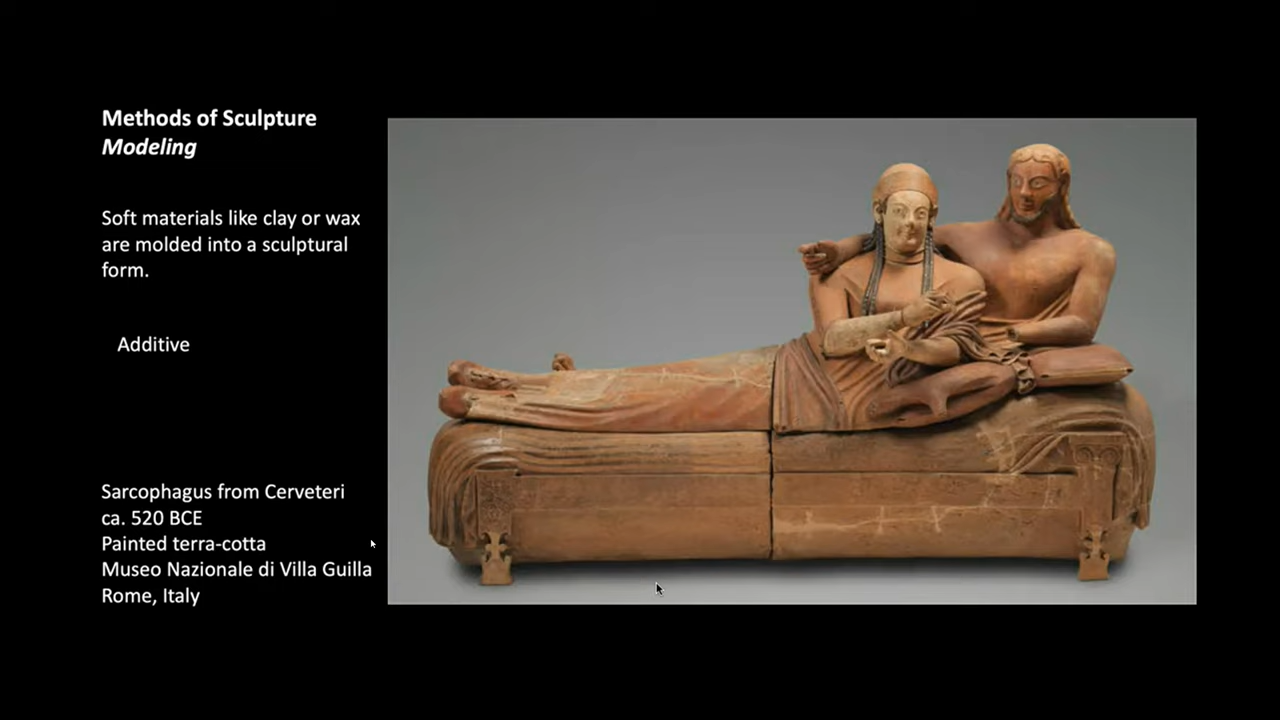 Methods of Sculpture
Modeling
Soft materials like clay or wax
are molded into a sculptural
form.
Additive
Sarcophagus from Cerveteri
ca. 520 BCE
Painted terra-cotta
Museo Nazionale di Villa Guilla
Rome, Italy